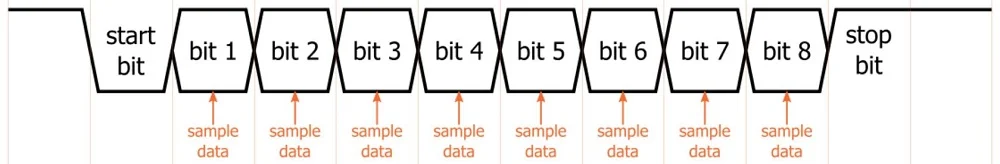 start
bit
bit 1
bit 2
bit 3
bit 4
bit 5
bit 6
bit 7
bit 8
stop
bit
sample
data
sample
data
sample
data
sample
data
sample
data
sample
data
sample
data
sample
data